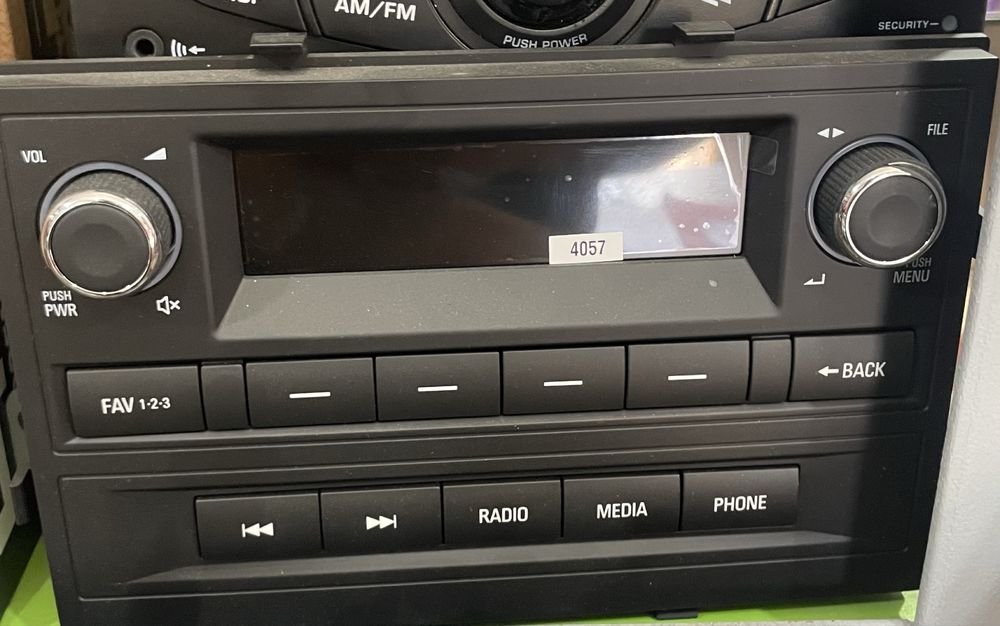 AM/FM
PUSH POWER
SECURITY
VOL
FILE
4057
PUSH
PWR
PUSH
MENU
FAV 1-2-3
BACK
RADIO
MEDIA
PHONE